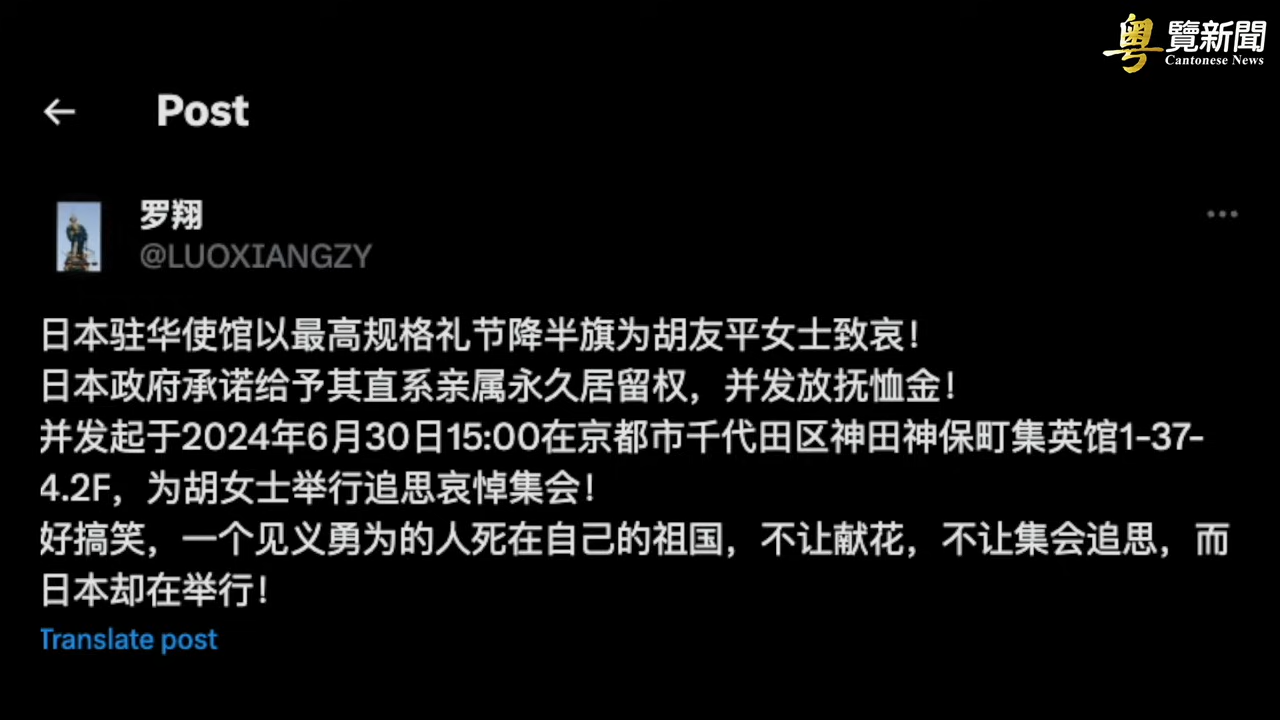 粤覽新聞
Cantonese News
← Post
罗翔
@LUOXIANGZY
日本驻华使馆以最高规格礼节降半旗为胡友平女士致哀！
日本政府承诺给予其直系亲属永久居留权，并发放抚恤金！
并发起于2024年6月30日15:00在京都市千代田区神田神保町集英馆1-37-
4.2F，为胡女士举行追思哀悼集会！
好搞笑，一个见义勇为的人死在自己的祖国，不让献花，不让集会追思，而
日本却在举行！
Translate post